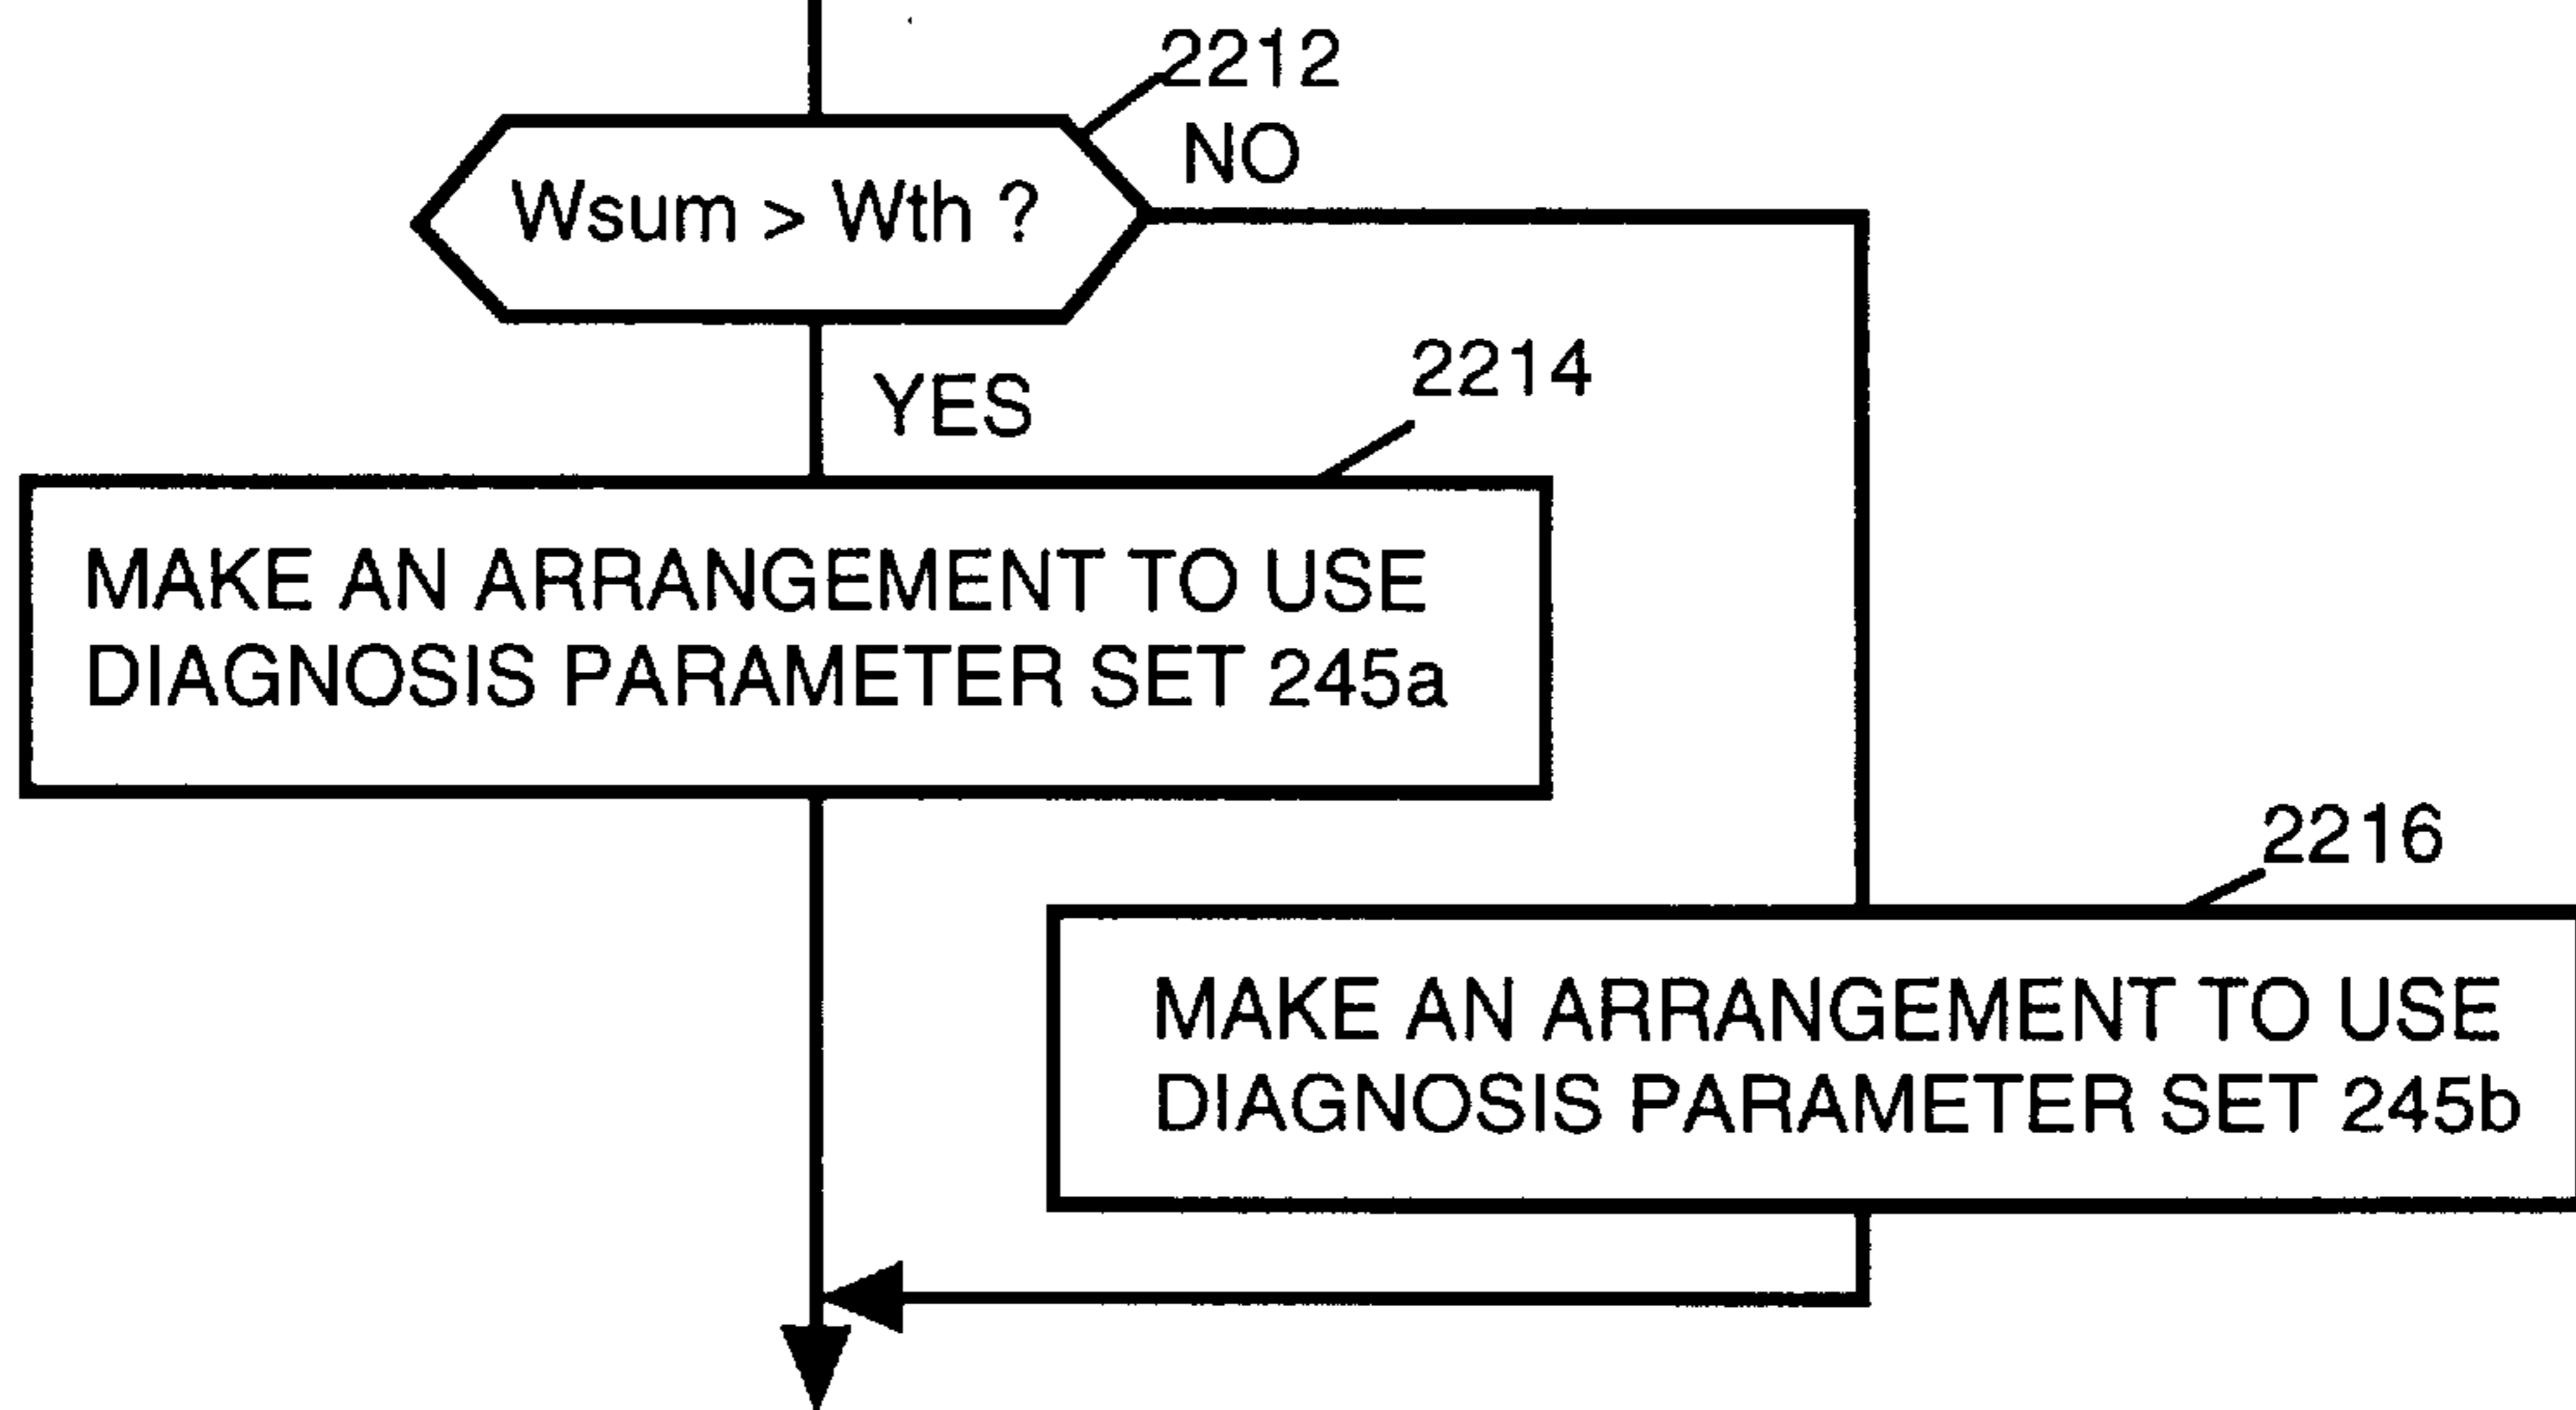 2212
NO
Wsum > Wth ?
YES
2214
MAKE AN ARRANGEMENT TO USE
DIAGNOSIS PARAMETER SET 245a
2216
MAKE AN ARRANGEMENT TO USE
DIAGNOSIS PARAMETER SET 245b